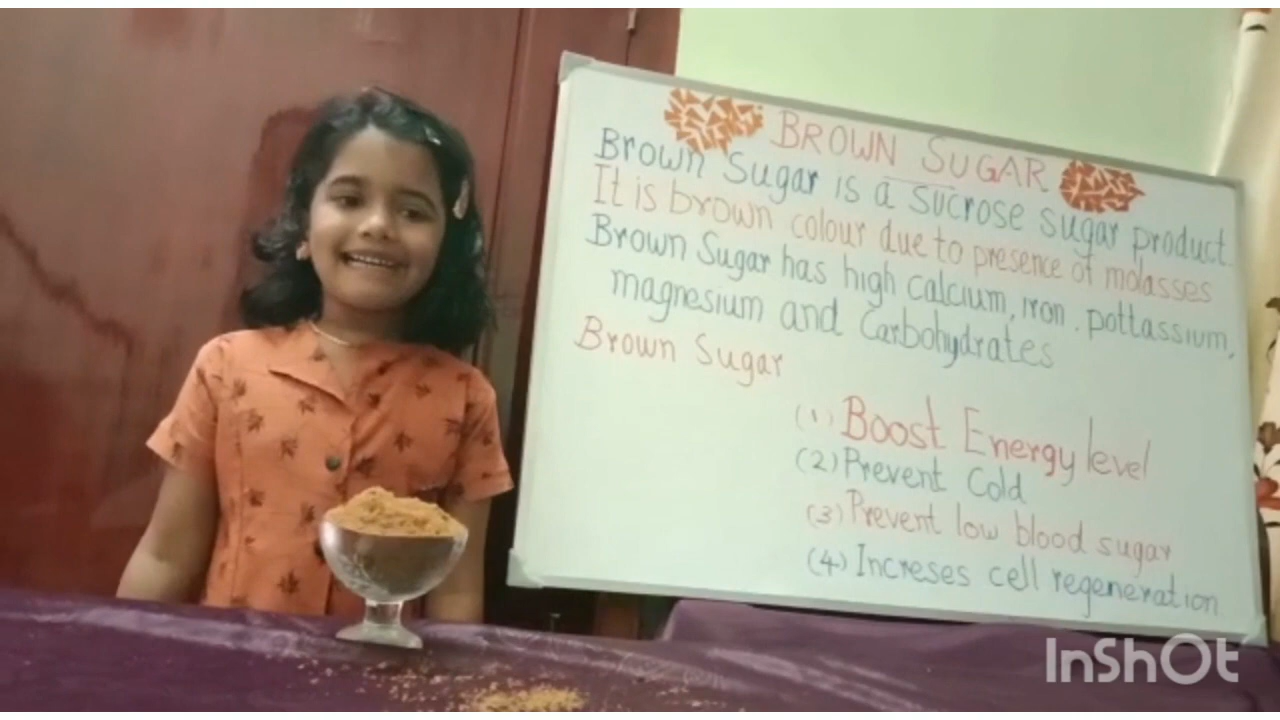 BROWN SUGAR
Brown Sugar is a sucrose sugar product.
It is brown colour due to presence of molasses
Brown Sugar has high calcium, iron, pottassium,
magnesium and Carbohydrates
Brown Sugar
(1) Boost Energy level
(2) Prevent Cold
(3) Prevent low blood sugar
(4) Increses cell regeneration
InShOt